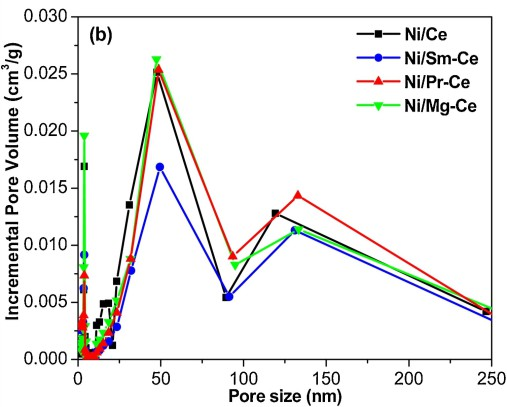 (b)
Ni/Ce
Ni/Sm-Ce
Ni/Pr-Ce
Ni/Mg-Ce
Incremental Pore Volume (cm³/g)
0.030
0.025
0.020
0.015
0.010
0.005
0.000
0 50 100 150 200 250
Pore size (nm)